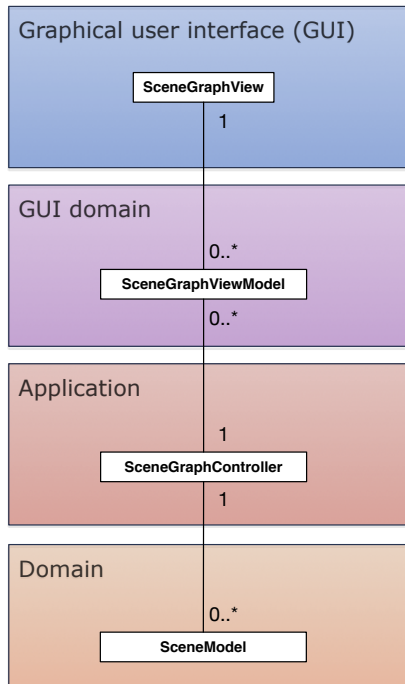 Graphical user interface (GUI)
SceneGraphView
1
GUI domain
0..*
SceneGraphViewModel
0..*
Application
1
SceneGraphController
1
Domain
0..*
SceneModel